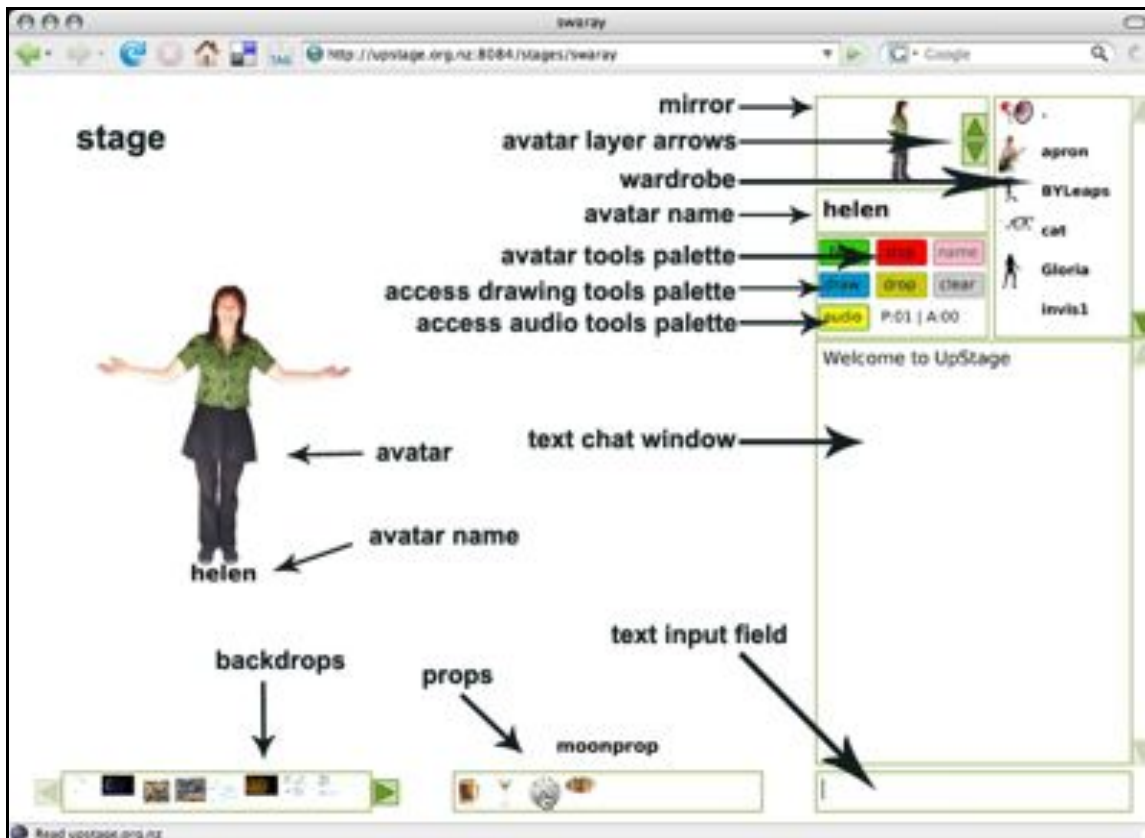 swaray
http://upstage.org.nz:8084/stages/swaray
Google
stage
mirror
avatar layer arrows
wardrobe
avatar name
avatar tools palette
access drawing tools palette
access audio tools palette
helen
name
draw
drop
clear
audio
P:01 | A:00
.
apron
BYLeaps
cat
Gloria
invis1
Welcome to UpStage
text chat window
avatar
avatar name
helen
text input field
backdrops
props
moonprop
Read upstage.org.nz